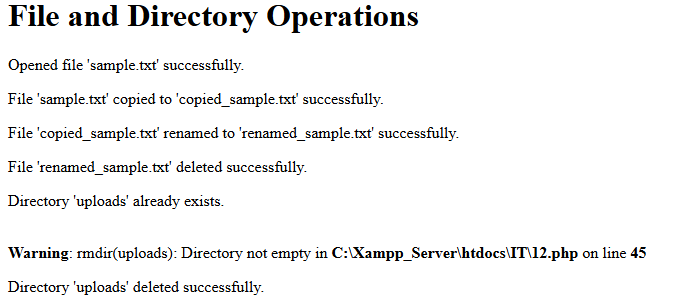 File and Directory Operations
Opened file 'sample.txt' successfully.
File 'sample.txt' copied to 'copied_sample.txt' successfully.
File 'copied_sample.txt' renamed to 'renamed_sample.txt' successfully.
File 'renamed_sample.txt' deleted successfully.
Directory 'uploads' already exists.
Warning: rmdir(uploads): Directory not empty in C:\Xampp_Server\htdocs\IT\12.php on line 45
Directory 'uploads' deleted successfully.